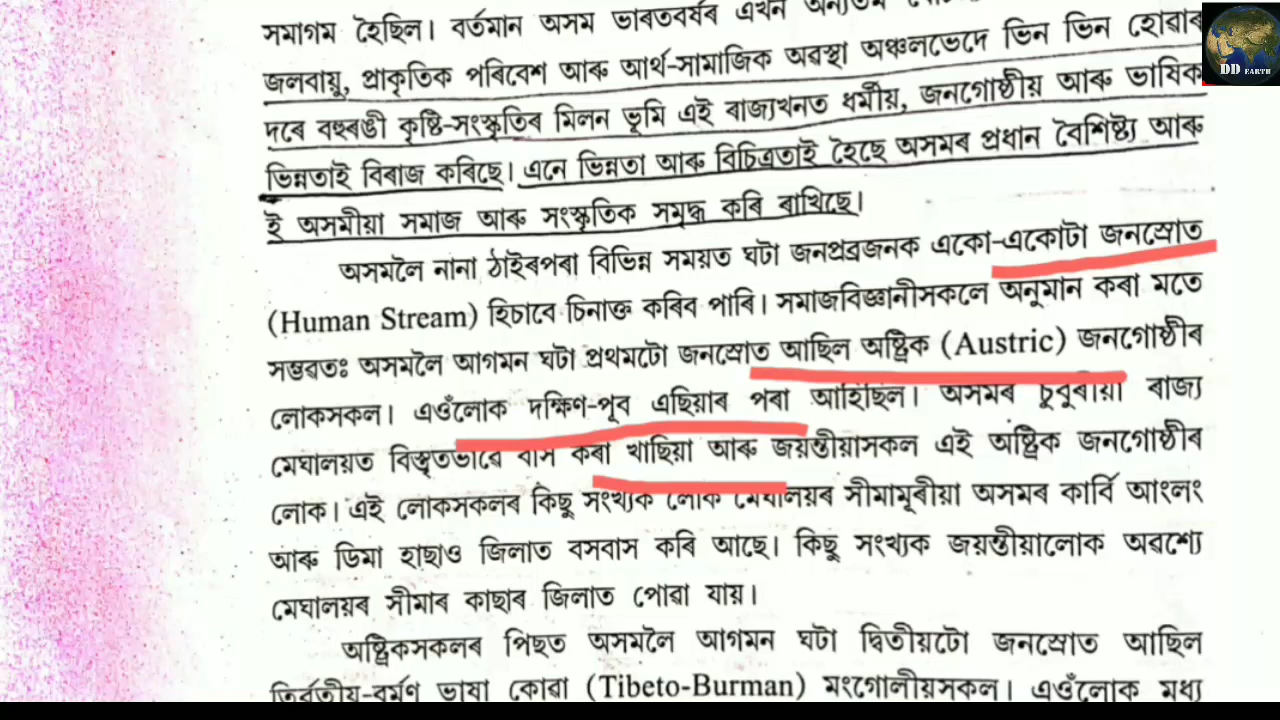 সমাগম হৈছিল। বৰ্তমান অসম ভাৰতবৰ্ষৰ এখন অন্যতম
জলবায়ু, প্ৰাকৃতিক পৰিবেশ আৰু আৰ্থ-সামাজিক অৱস্থা অঞ্চলভেদে ভিন ভিন হোৱাৰ
দৰে বহুৰঙী কৃষ্টি-সংস্কৃতিৰ মিলন ভূমি এই ৰাজ্যখনত ধৰ্মীয়, জনগোষ্ঠীয় আৰু ভাষিক
ভিন্নতাই বিৰাজ কৰিছে। এনে ভিন্নতা আৰু বিচিত্ৰতাই হৈছে অসমৰ প্ৰধান বৈশিষ্ট্য আৰু
ই অসমীয়া সমাজ আৰু সংস্কৃতিক সমৃদ্ধ কৰি ৰাখিছে।
অসমলৈ নানা ঠাইৰপৰা বিভিন্ন সময়ত ঘটা জনপ্ৰব্ৰজনক একো-একোটা জনস্ৰোত
(Human Stream) হিচাবে চিনাক্ত কৰিব পাৰি। সমাজবিজ্ঞানীসকলে অনুমান কৰা মতে
সম্ভৱতঃ অসমলৈ আগমন ঘটা প্ৰথমটো জনস্ৰোত আছিল অষ্ট্ৰিক (Austric) জনগোষ্ঠীৰ
লোকসকল। এওঁলোক দক্ষিণ-পূব এছিয়াৰ পৰা আহিছিল। অসমৰ চুবুৰীয়া ৰাজ্য
মেঘালয়ত বিস্তৃতভাৱে বাস কৰা খাছিয়া আৰু জয়ন্তীয়াসকল এই অষ্ট্ৰিক জনগোষ্ঠীৰ
লোক। এই লোকসকলৰ কিছু সংখ্যক লোক মেঘালয়ৰ সীমামূৰীয়া অসমৰ কাৰ্বি আংলং
আৰু ডিমা হাছাও জিলাত বসবাস কৰি আছে। কিছু সংখ্যক জয়ন্তীয়ালোক অৱশ্যে
মেঘালয়ৰ সীমাৰ কাছাৰ জিলাত পোৱা যায়।
অষ্ট্ৰিকসকলৰ পিছত অসমলৈ আগমন ঘটা দ্বিতীয়টো জনস্ৰোত আছিল
তিব্বতীয়-বৰ্মণ ভাষা কোৱা (Tibeto-Burman) মংগোলীয়সকল। এওঁলোক মধ্য
DD EARTH